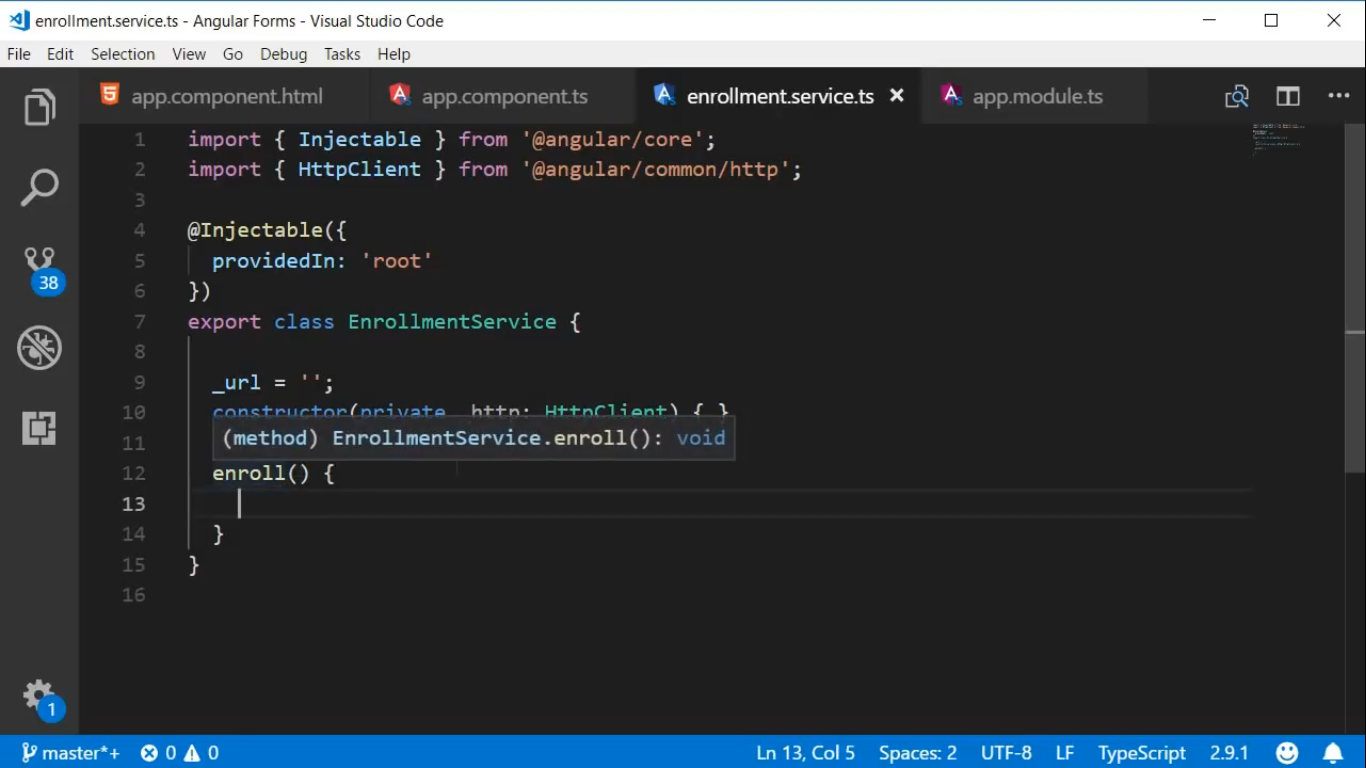 enrollment.service.ts - Angular Forms - Visual Studio Code
File Edit Selection View Go Debug Tasks Help
app.component.html app.component.ts enrollment.service.ts app.module.ts
1 import { Injectable } from '@angular/core';
2 import { HttpClient } from '@angular/common/http';
3
4 @Injectable({
5 providedIn: 'root'
6 })
7 export class EnrollmentService {
8
9 _url = '';
10 constructor(private _http: HttpClient) { }
11 (method) EnrollmentService.enroll(): void
12 enroll() {
13
14 }
15 }
16
38
1
master*+ 0 0 Ln 13, Col 5 Spaces: 2 UTF-8 LF TypeScript 2.9.1